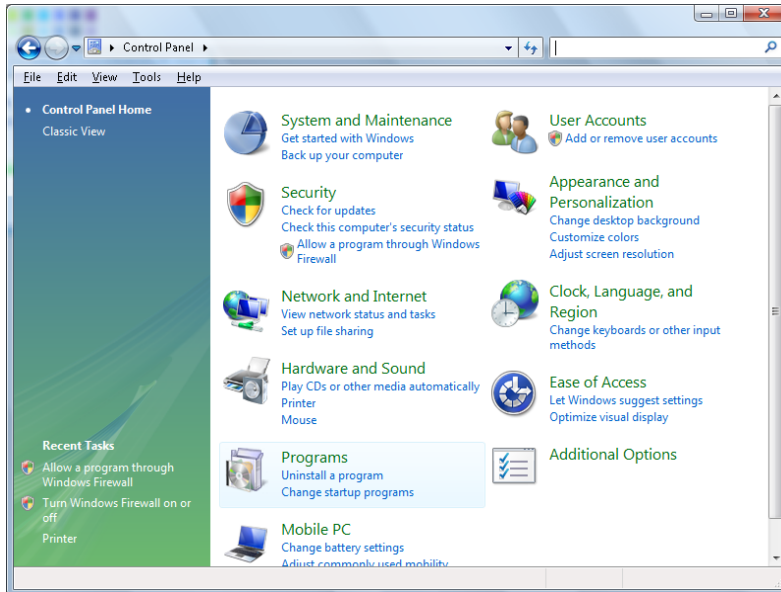 Control Panel
File Edit View Tools Help
Control Panel Home
Classic View
Recent Tasks
Allow a program through
Windows Firewall
Turn Windows Firewall on or
off
Printer
System and Maintenance
Get started with Windows
Back up your computer
Security
Check for updates
Check this computer's security status
Allow a program through Windows
Firewall
Network and Internet
View network status and tasks
Set up file sharing
Hardware and Sound
Play CDs or other media automatically
Printer
Mouse
Programs
Uninstall a program
Change startup programs
Mobile PC
Change battery settings
Adjust commonly used mobility
User Accounts
Add or remove user accounts
Appearance and
Personalization
Change desktop background
Customize colors
Adjust screen resolution
Clock, Language, and
Region
Change keyboards or other input
methods
Ease of Access
Let Windows suggest settings
Optimize visual display
Additional Options